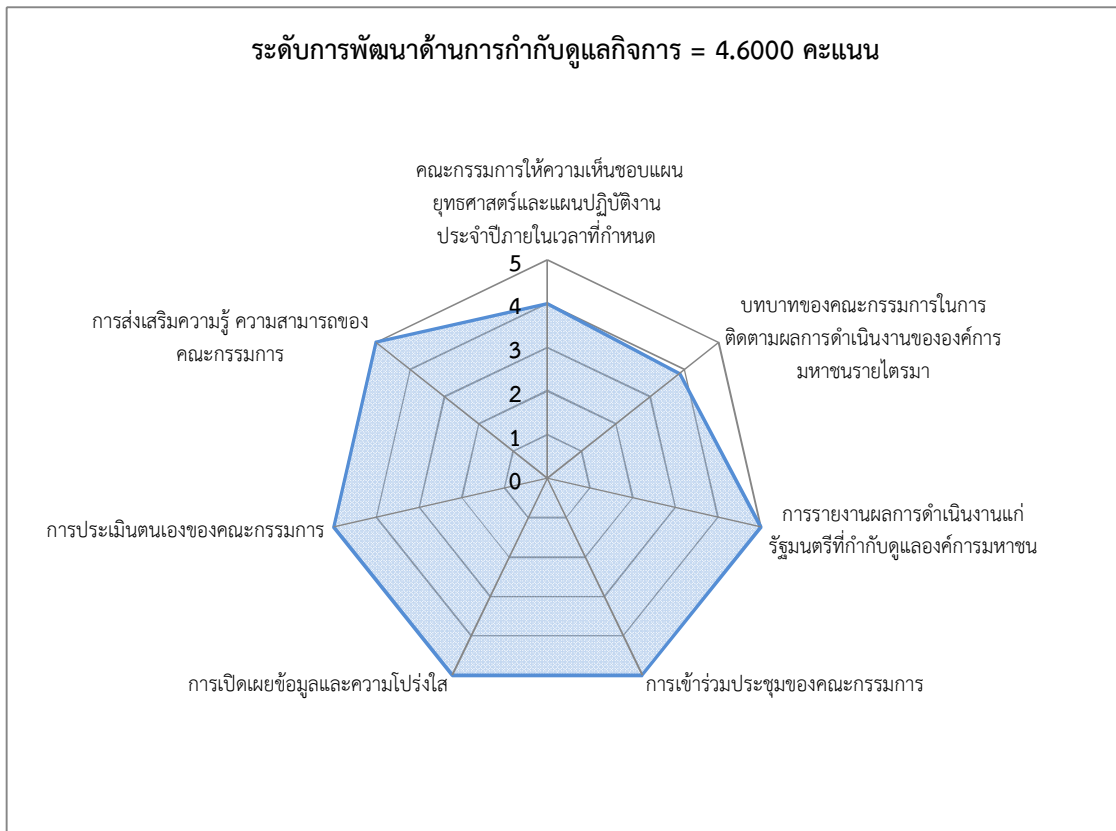 ระดับการพัฒนาด้านการกำกับดูแลกิจการ = 4.6000 คะแนน
คณะกรรมการให้ความเห็นชอบแผน
ยุทธศาสตร์และแผนปฏิบัติงาน
ประจำปีภายในเวลาที่กำหนด
บทบาทของคณะกรรมการในการ
ติดตามผลการดำเนินงานขององค์การ
มหาชนรายไตรมา
การรายงานผลการดำเนินงานแก่
รัฐมนตรีที่กำกับดูแลองค์การมหาชน
การเข้าร่วมประชุมของคณะกรรมการ
การเปิดเผยข้อมูลและความโปร่งใส
การประเมินตนเองของคณะกรรมการ
การส่งเสริมความรู้ ความสามารถของ
คณะกรรมการ
5
4
3
2
1
0